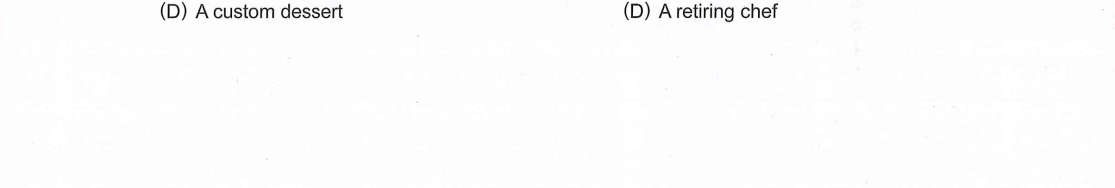 (D) A custom dessert
(D) A retiring chef